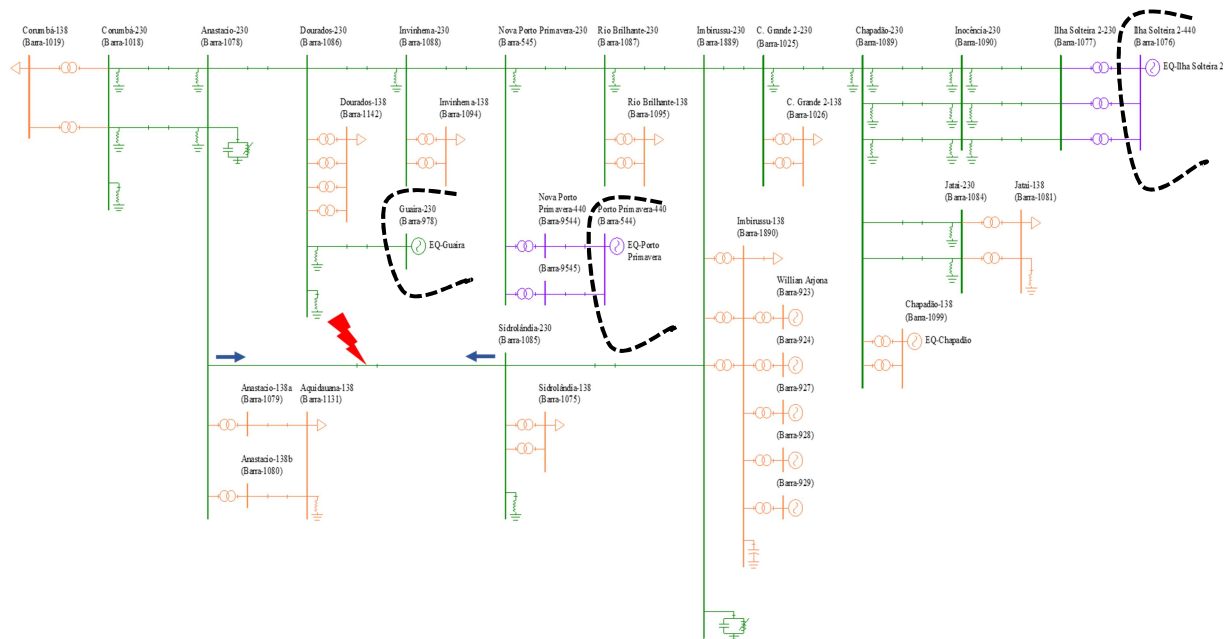 Corumbá-138
(Barra-1019)
Corumbá-230
(Barra-1018)
Anastacio-230
(Barra-1078)
Dourados-230
(Barra-1086)
Invinhema-230
(Barra-1088)
Nova Porto Primavera-230
(Barra-545)
Rio Brilhante-230
(Barra-1087)
Imbirussu-230
(Barra-1889)
C. Grande 2-230
(Barra-1025)
Chapadão-230
(Barra-1089)
Inocência-230
(Barra-1090)
Ilha Solteira 2-230
(Barra-1077)
Ilha Solteira 2-440
(Barra-1076)
EQ-Ilha Solteira 2
Dourados-138
(Barra-1142)
Invinhema-138
(Barra-1094)
Rio Brilhante-138
(Barra-1095)
C. Grande 2-138
(Barra-1026)
Guaira-230
(Barra-978)
EQ-Guaira
Nova Porto
Primavera-440
(Barra-9544)
(Barra-9545)
Porto Primavera-440
(Barra-544)
EQ-Porto
Primavera
Imbirussu-138
(Barra-1890)
Jatai-230
(Barra-1084)
Jatai-138
(Barra-1081)
Willian Arjona
(Barra-923)
(Barra-924)
(Barra-927)
(Barra-928)
(Barra-929)
Chapadão-138
(Barra-1099)
EQ-Chapadão
Sidrolândia-230
(Barra-1085)
Anastacio-138a
(Barra-1079)
Aquidauana-138
(Barra-1131)
Sidrolândia-138
(Barra-1075)
Anastacio-138b
(Barra-1080)